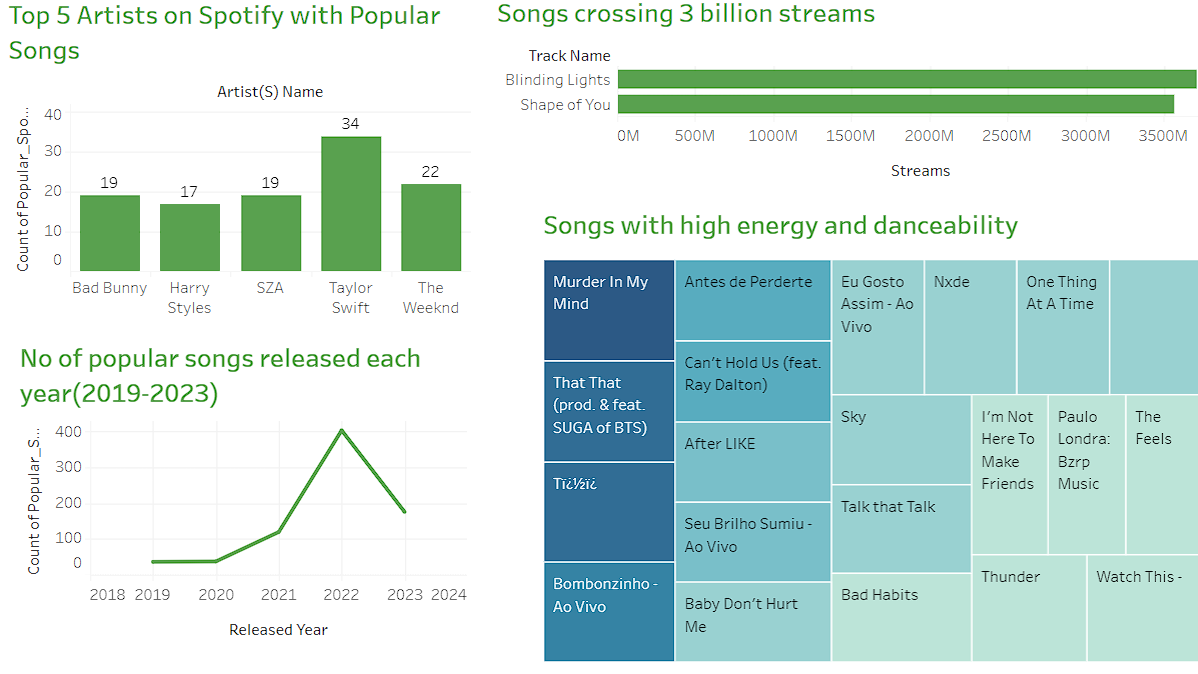 Top 5 Artists on Spotify with Popular
Songs
Artist(S) Name
Count of Popular_Spo..
40
30
20
10
0
19
17
19
34
22
Bad Bunny
Harry
Styles
SZA
Taylor
Swift
The
Weeknd
No of popular songs released each
year(2019-2023)
Count of Popular_S...
400
300
200
100
0
2018 2019 2020 2021 2022 2023 2024
Released Year
Songs crossing 3 billion streams
Track Name
Blinding Lights
Shape of You
0M 500M 1000M 1500M 2000M 2500M 3000M 3500M
Streams
Songs with high energy and danceability
Murder In My
Mind
That That
(prod. & feat.
SUGA of BTS)
Tï¿½ï¿
Bombonzinho -
Ao Vivo
Antes de Perderte
Can't Hold Us (feat.
Ray Dalton)
After LIKE
Seu Brilho Sumiu -
Ao Vivo
Baby Don't Hurt
Me
Eu Gosto
Assim - Ao
Vivo
Nxde
One Thing
At A Time
Sky
Talk that Talk
Bad Habits
I'm Not
Here To
Make
Friends
Paulo
Londra:
Bzrp
Music
The
Feels
Thunder
Watch This -